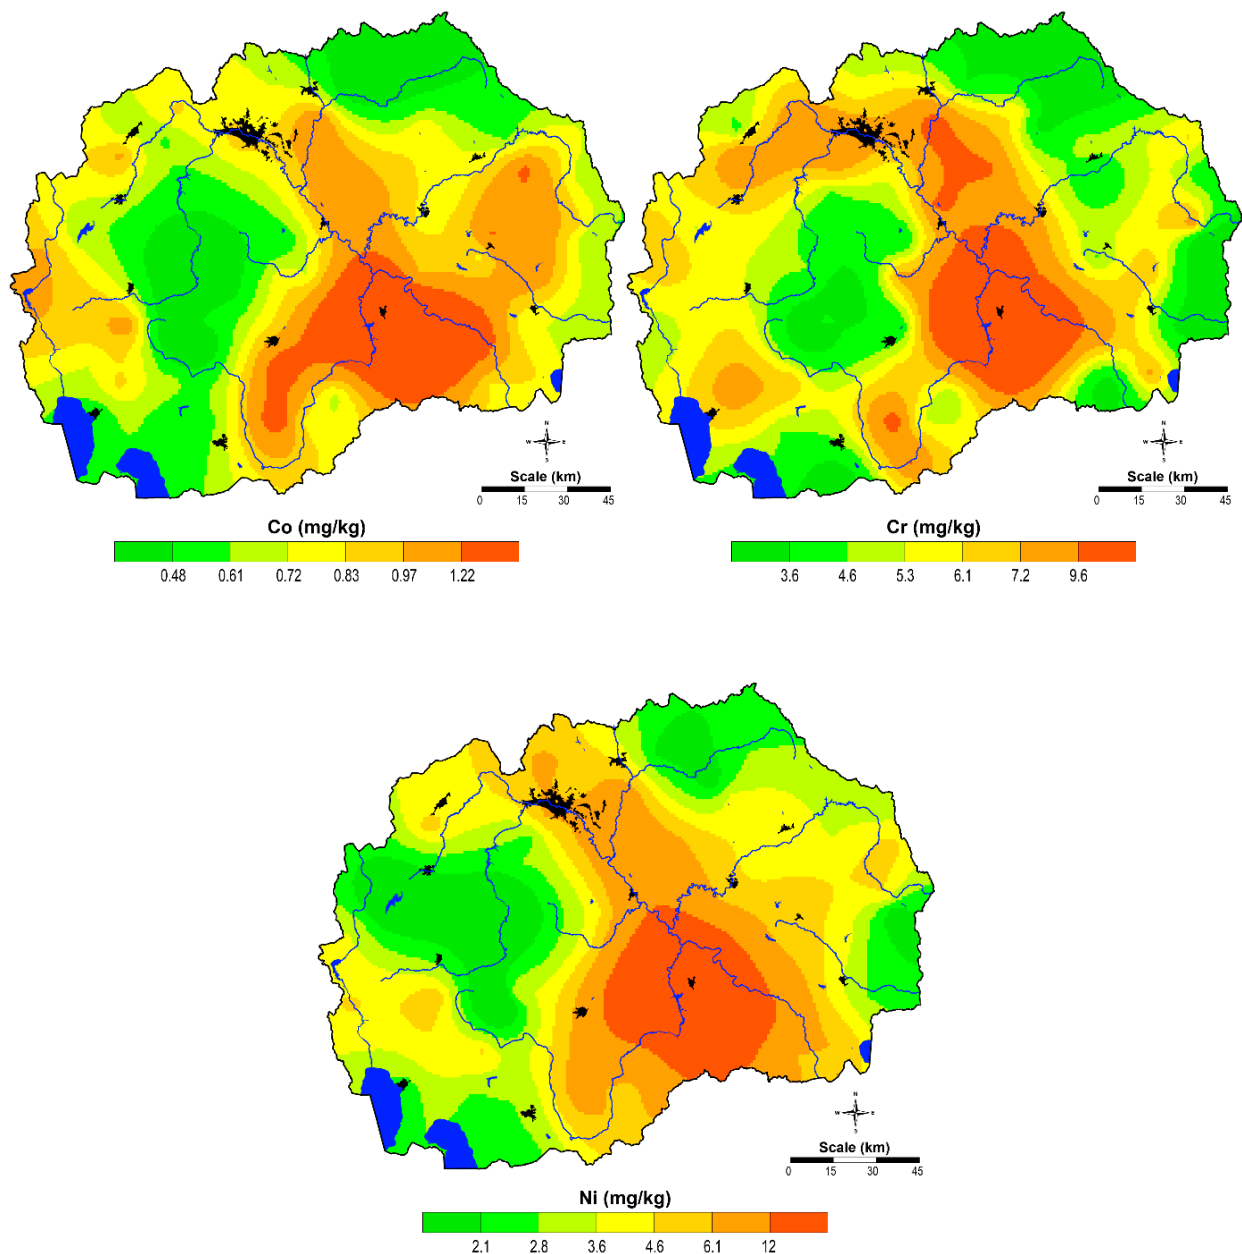 N
W E
S
Scale (km)
0 15 30 45
Co (mg/kg)
0.48 0.61 0.72 0.83 0.97 1.22
N
W E
S
Scale (km)
0 15 30 45
Cr (mg/kg)
3.6 4.6 5.3 6.1 7.2 9.6
N
W E
S
Scale (km)
0 15 30 45
Ni (mg/kg)
2.1 2.8 3.6 4.6 6.1 12